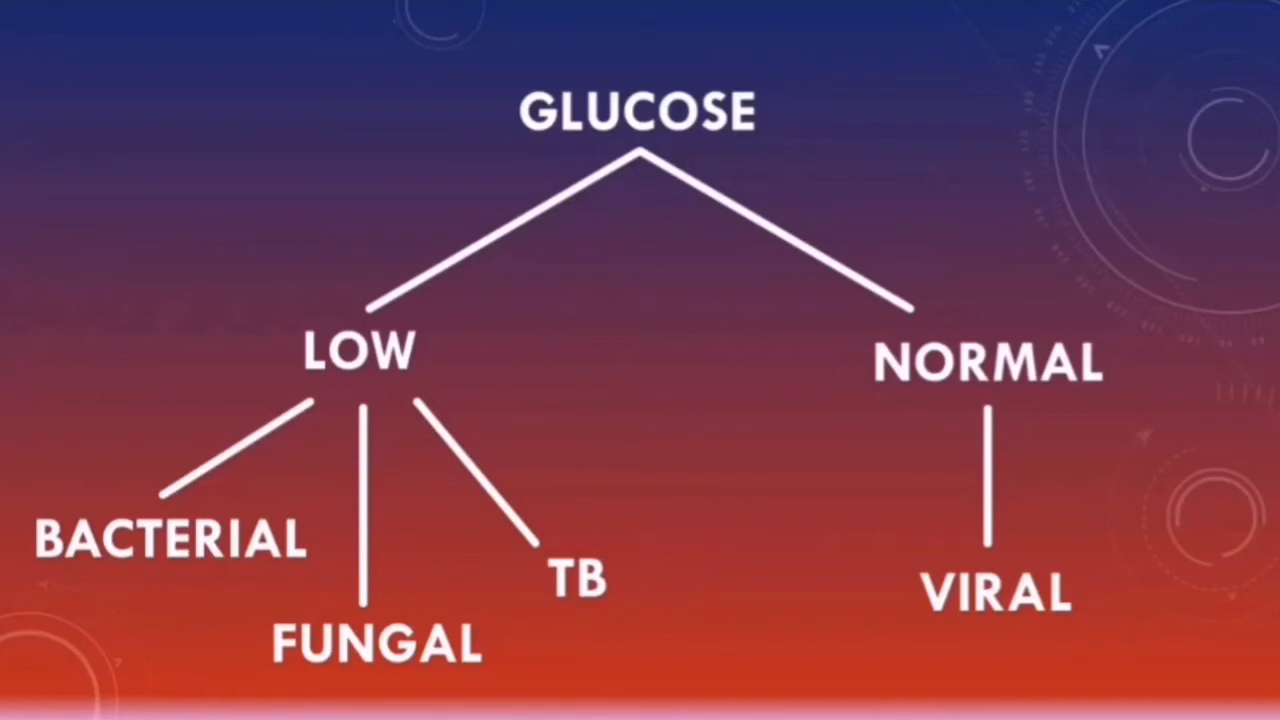 GLUCOSE
LOW
NORMAL
BACTERIAL
FUNGAL
TB
VIRAL